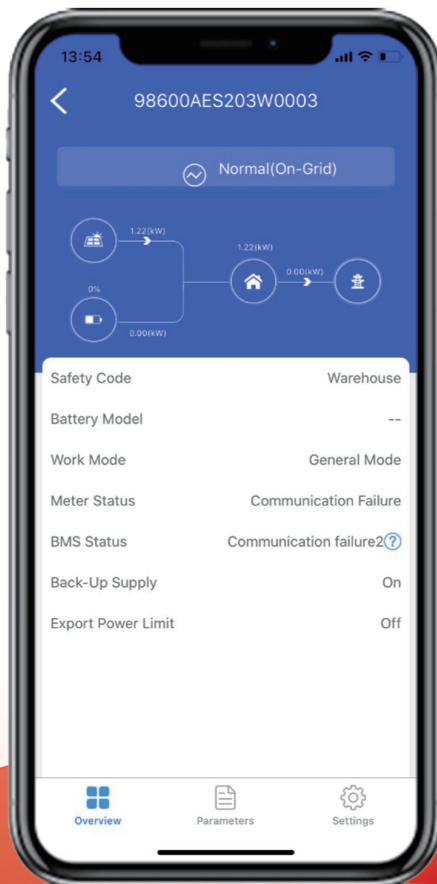 13:54
98600AES203W0003
Normal(On-Grid)
1.22(kW)
1.22(kW)
0%
0.00(kW)
0.00(kW)
Safety Code Warehouse
Battery Model --
Work Mode General Mode
Meter Status Communication Failure
BMS Status Communication failure2?
Back-Up Supply On
Export Power Limit Off
Overview Parameters Settings